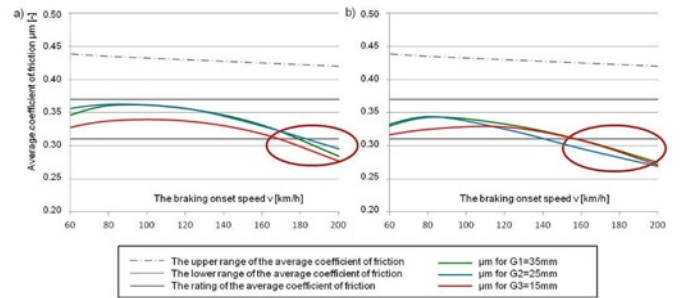 a)
b)
Average coefficient of friction μm [-]
0.50
0.45
0.40
0.35
0.30
0.25
0.20
60 80 100 120 140 160 180 200
The braking onset speed v [km/h]
0.50
0.45
0.40
0.35
0.30
0.25
0.20
60 80 100 120 140 160 180 200
The braking onset speed v [km/h]
The upper range of the average coefficient of friction
The lower range of the average coefficient of friction
The rating of the average coefficient of friction
μm for G1=35mm
μm for G2=25mm
μm for G3=15mm